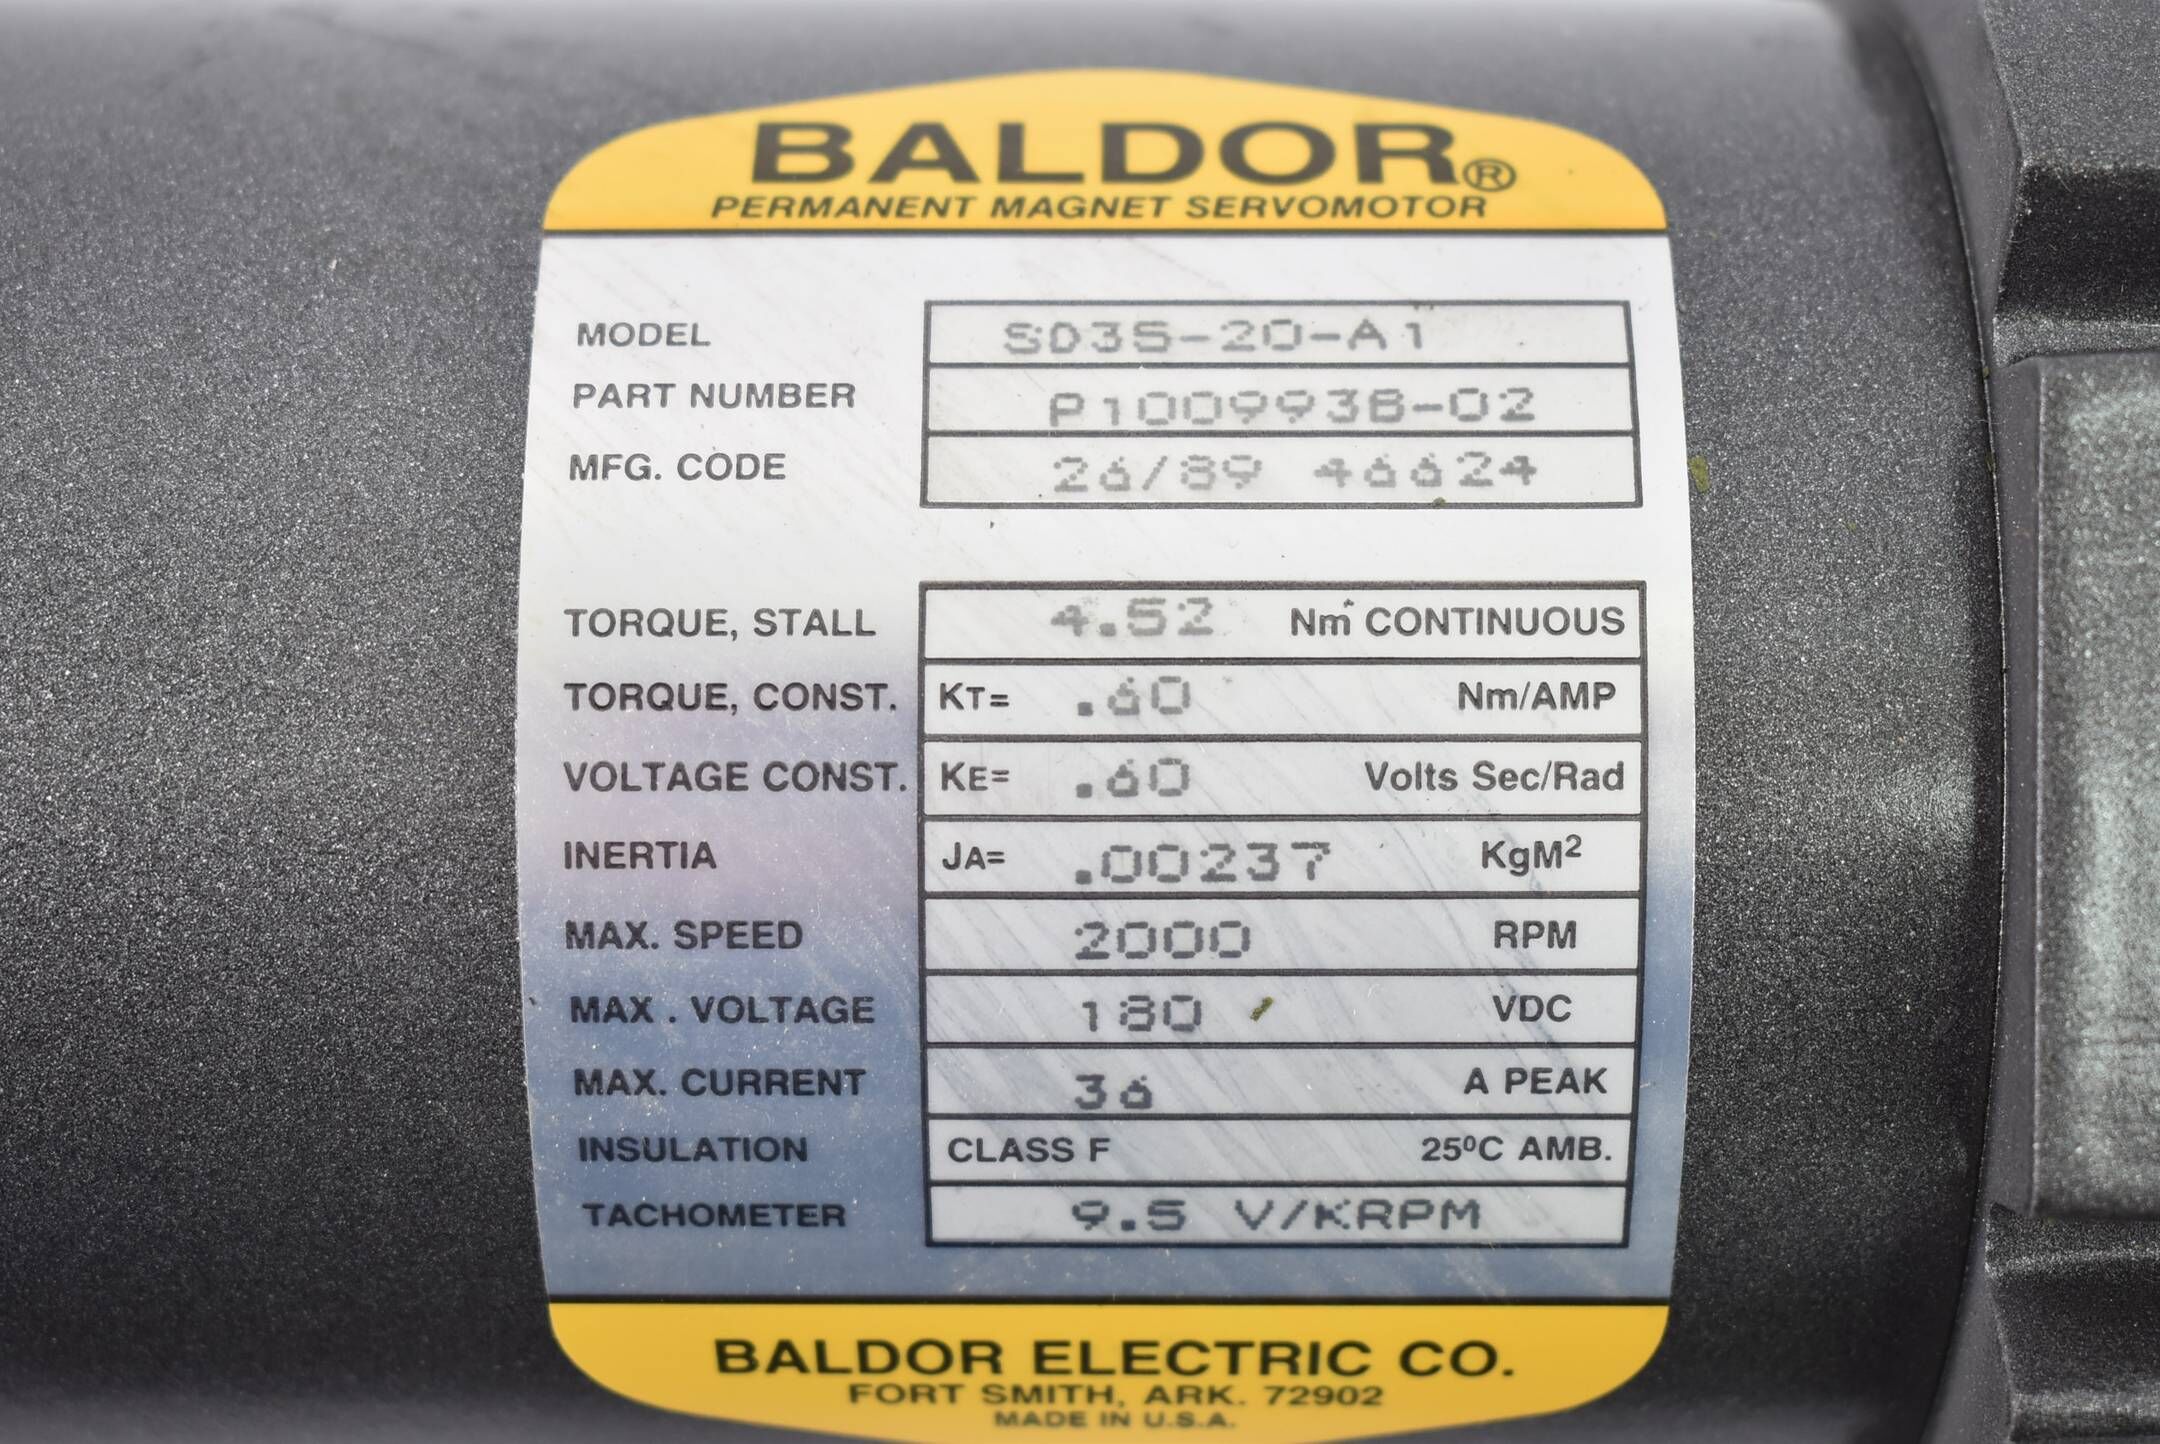 BALDOR®
PERMANENT MAGNET SERVOMOTOR
MODEL SD35-20-A1
PART NUMBER P100993B-02
MFG. CODE 26/89 46624
TORQUE, STALL 4.52 Nm CONTINUOUS
TORQUE, CONST. KT= .60 Nm/AMP
VOLTAGE CONST. KE= .60 Volts Sec/Rad
INERTIA JA= .00237 KgM²
MAX. SPEED 2000 RPM
MAX . VOLTAGE 180 VDC
MAX. CURRENT 36 A PEAK
INSULATION CLASS F 25⁰C AMB.
TACHOMETER 9.5 V/KRPM
BALDOR ELECTRIC CO.
FORT SMITH, ARK. 72902
MADE IN U.S.A.